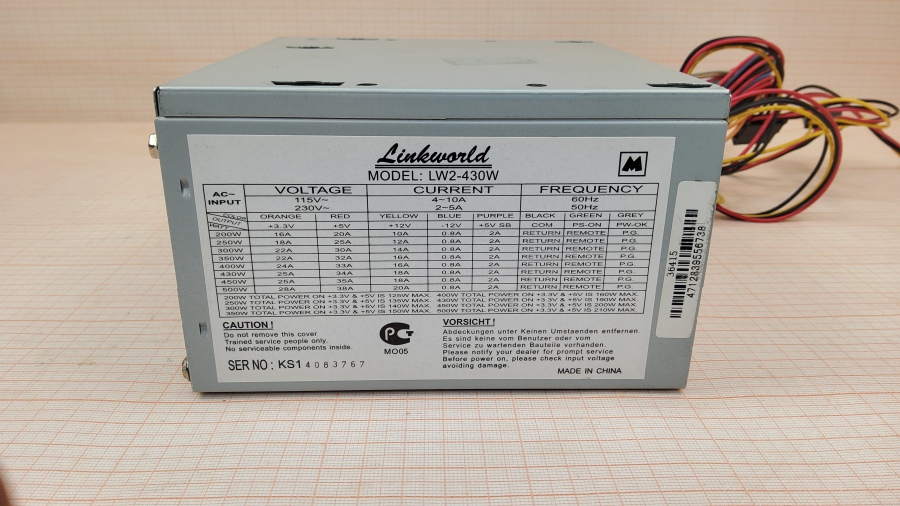 Linkworld
M
MODEL: LW2-430W
AC~ INPUT VOLTAGE CURRENT FREQUENCY
115V~ 4~10A 60Hz
230V~ 2~5A 50Hz
COLOR ORANGE RED YELLOW BLUE PURPLE BLACK GREEN GREY
OUTPUT WATT +3.3V +5V +12V -12V +5V SB COM PS-ON PW-OK
200W 16A 20A 10A 0.8A 2A RETURN REMOTE P.G.
250W 18A 25A 12A 0.8A 2A RETURN REMOTE P.G.
300W 22A 30A 14A 0.8A 2A RETURN REMOTE P.G.
350W 22A 32A 16A 0.8A 2A RETURN REMOTE P.G.
400W 24A 33A 16A 0.8A 2A RETURN REMOTE P.G.
430W 25A 34A 18A 0.8A 2A RETURN REMOTE P.G.
450W 25A 35A 18A 0.8A 2A RETURN REMOTE P.G.
500W 28A 38A 20A 0.8A 2A RETURN REMOTE P.G.
200W TOTAL POWER ON +3.3V & +5V IS 125W MAX. 400W TOTAL POWER ON +3.3V & +5V IS 160W MAX.
250W TOTAL POWER ON +3.3V & +5V IS 135W MAX. 430W TOTAL POWER ON +3.3V & +5V IS 190W MAX.
300W TOTAL POWER ON +3.3V & +5V IS 140W MAX. 450W TOTAL POWER ON +3.3V & +5V IS 200W MAX.
350W TOTAL POWER ON +3.3V & +5V IS 150W MAX. 500W TOTAL POWER ON +3.3V & +5V IS 210W MAX.
CAUTION !
Do not remove this cover
Trained service people only.
No serviceable components inside.
MO05
VORSICHT !
Abdeckungen unter Keinen Umstaenden entfernen.
Es sind keine vom Benutzer oder vom
Service zu wartenden Bauteile vorhanden.
Please notify your dealer for prompt service
Before power on, please check input voltage
avoiding damage.
SER NO: KS1 4083767
MADE IN CHINA
36415
4712839556738